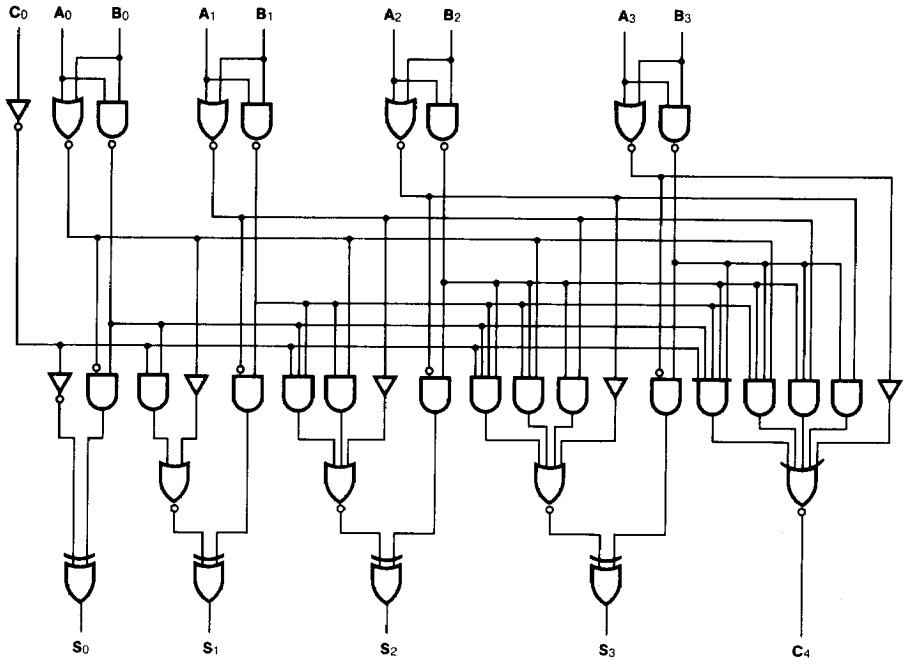 C₀ A₀ B₀ A₁ B₁ A₂ B₂ A₃ B₃
S₀ S₁ S₂ S₃ C₄